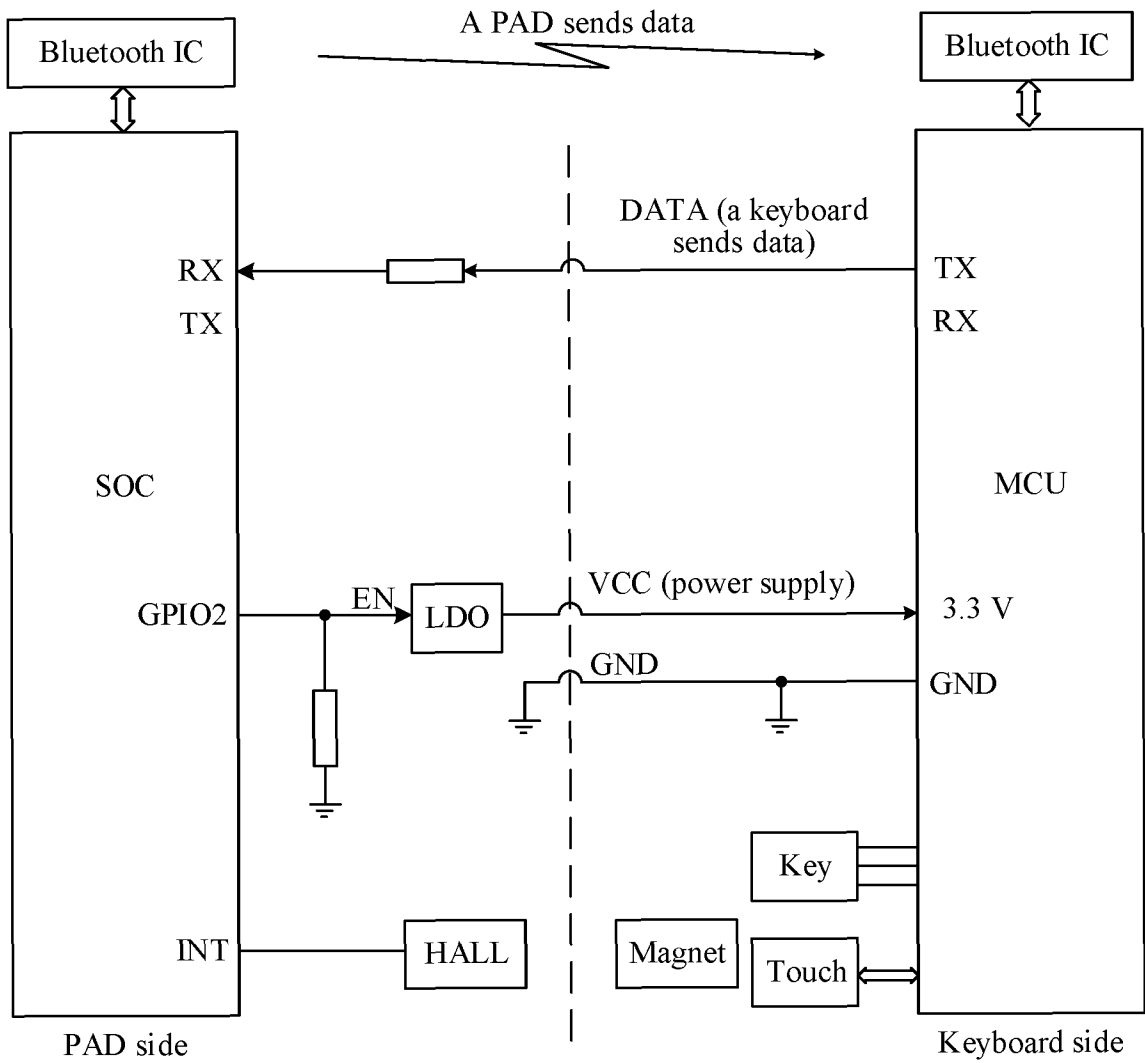 A PAD sends data
Bluetooth IC
Bluetooth IC
DATA (a keyboard
sends data)
RX
TX
TX
RX
SOC
MCU
VCC (power supply)
GPIO2
EN
LDO
3.3 V
GND
GND
Key
INT
HALL
Magnet
Touch
PAD side
Keyboard side